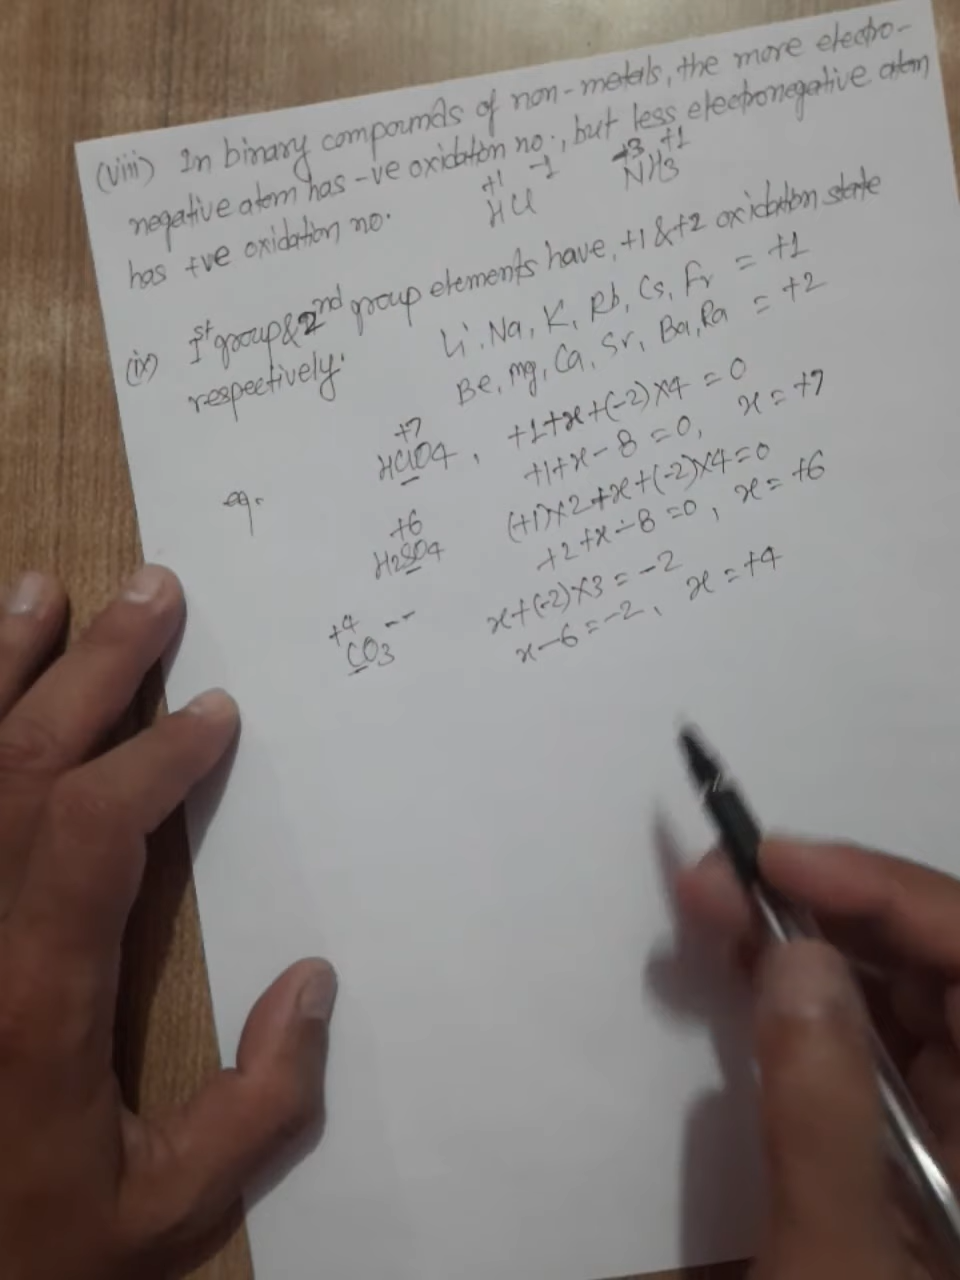 (viii) In binary compounds of non-metals, the more electro-
negative atom has -ve oxidation no., but less electronegative atom
has +ve oxidation no.
+1 -1
HCl
+3 +1
NH3
(ix) Ist group & 2nd group elements have, +1 & +2 oxidation state
respectively.
Li, Na, K, Rb, Cs, Fr = +1
Be, Mg, Ca, Sr, Ba, Ra = +2
eg.
+7
HClO4, +1+x+(-2)×4=0
+1+x-8=0, x=+7
+6
H2SO4 (+1)×2+x+(-2)×4=0
+2+x-8=0, x=+6
+4 --
CO3 x+(-2)×3=-2
x-6=-2, x=+4